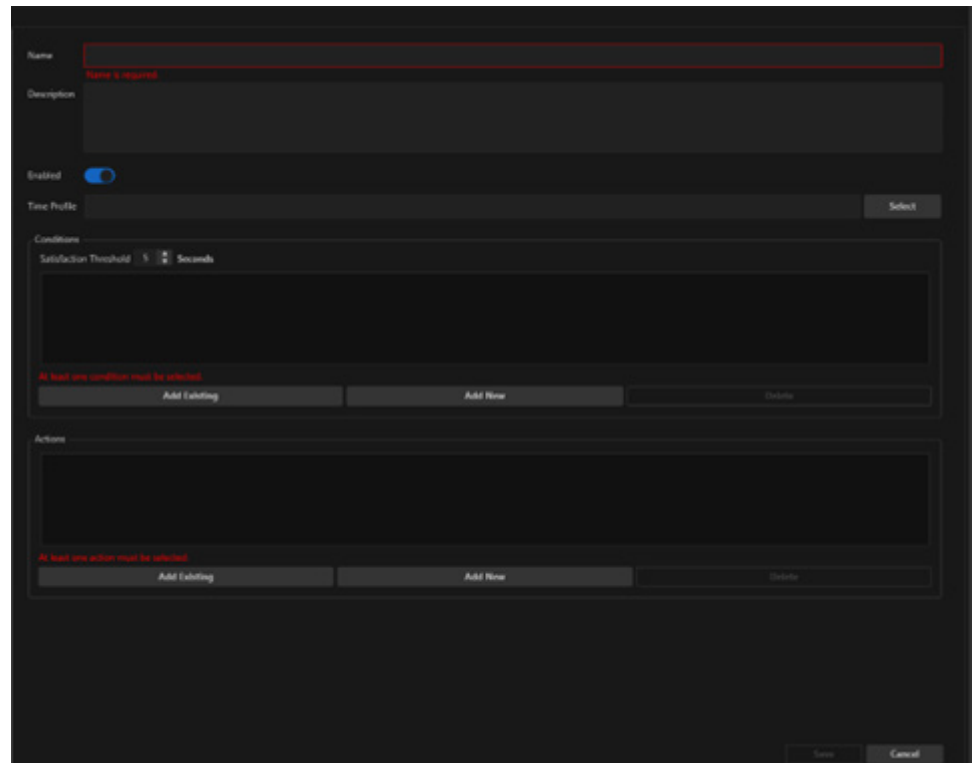 Name
Name is required.
Description
Enabled
Time Profile Select
Conditions
Satisfaction Threshold 5 Seconds
At least one condition must be selected.
Add Existing Add New Delete
Actions
At least one action must be selected.
Add Existing Add New Delete
Save Cancel